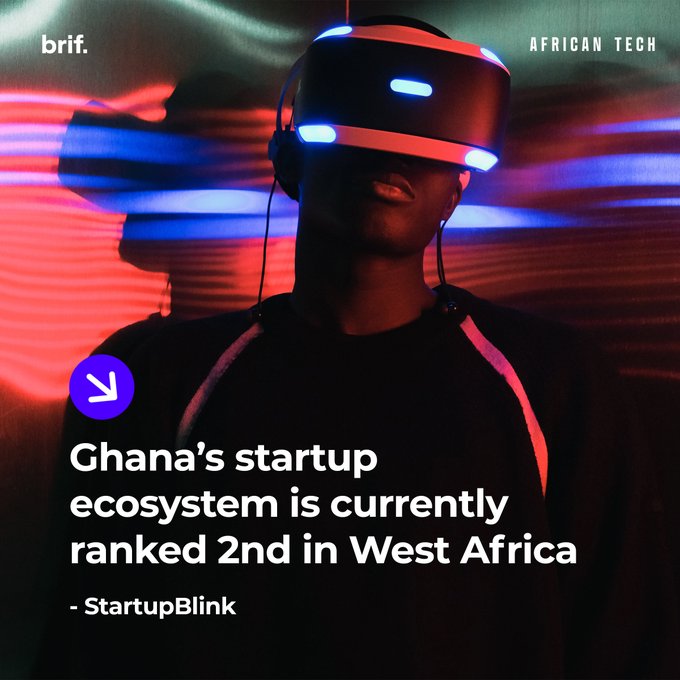 brif.
AFRICAN TECH
Ghana’s startup
ecosystem is currently
ranked 2nd in West Africa
- StartupBlink